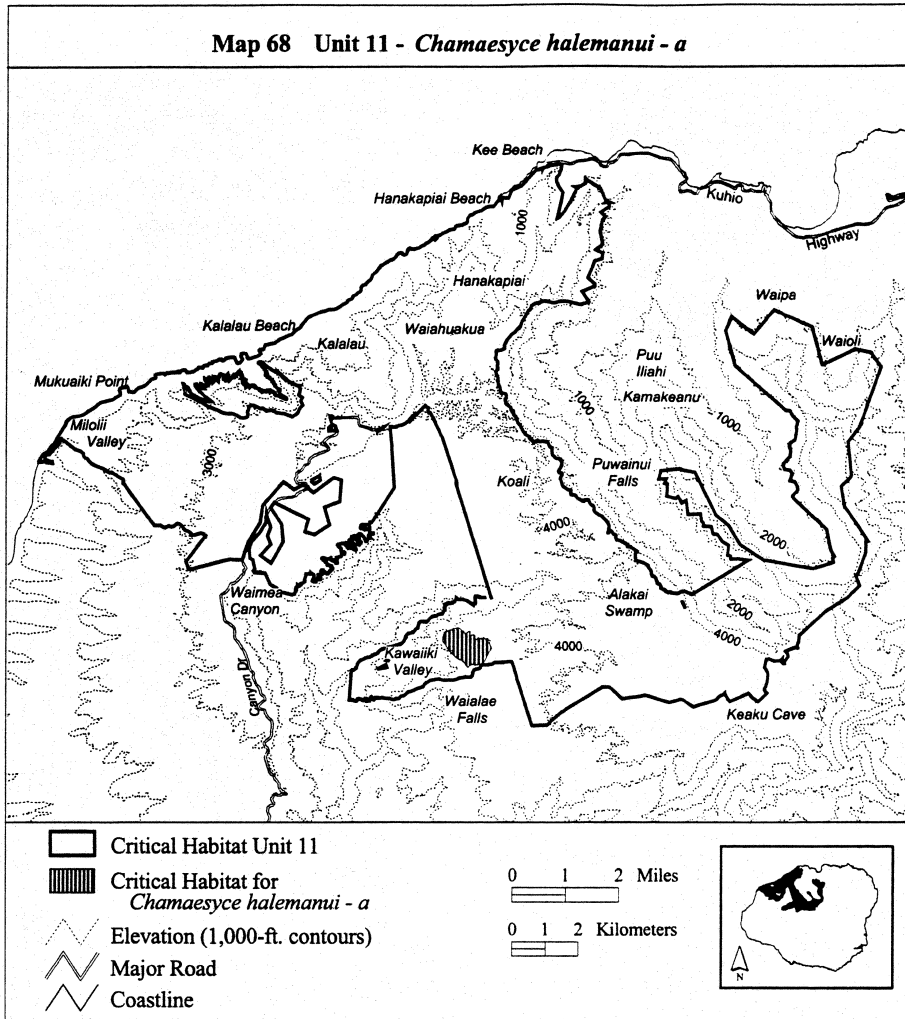 Map 68 Unit 11 - Chamaesyce halemanui - a
Kee Beach
Hanakapiai Beach
Kuhio
Highway
1000
Hanakapiai
Waipa
Kalalau Beach
Waiahuakua
Kalalau
Waioli
Puu
Iliahi
Mukuaiki Point
Kamakeanu
1000
1000
Milolii
Valley
3000
Puwainui
Falls
Koali
4000
2000
Waimea
Canyon
Alakai
Swamp
2000
4000
4000
Kawaiiki
Valley
Canyon Dr
Waialae
Falls
Keaku Cave
Critical Habitat Unit 11
Critical Habitat for
Chamaesyce halemanui - a
Elevation (1,000-ft. contours)
Major Road
Coastline
0 1 2 Miles
0 1 2 Kilometers
N